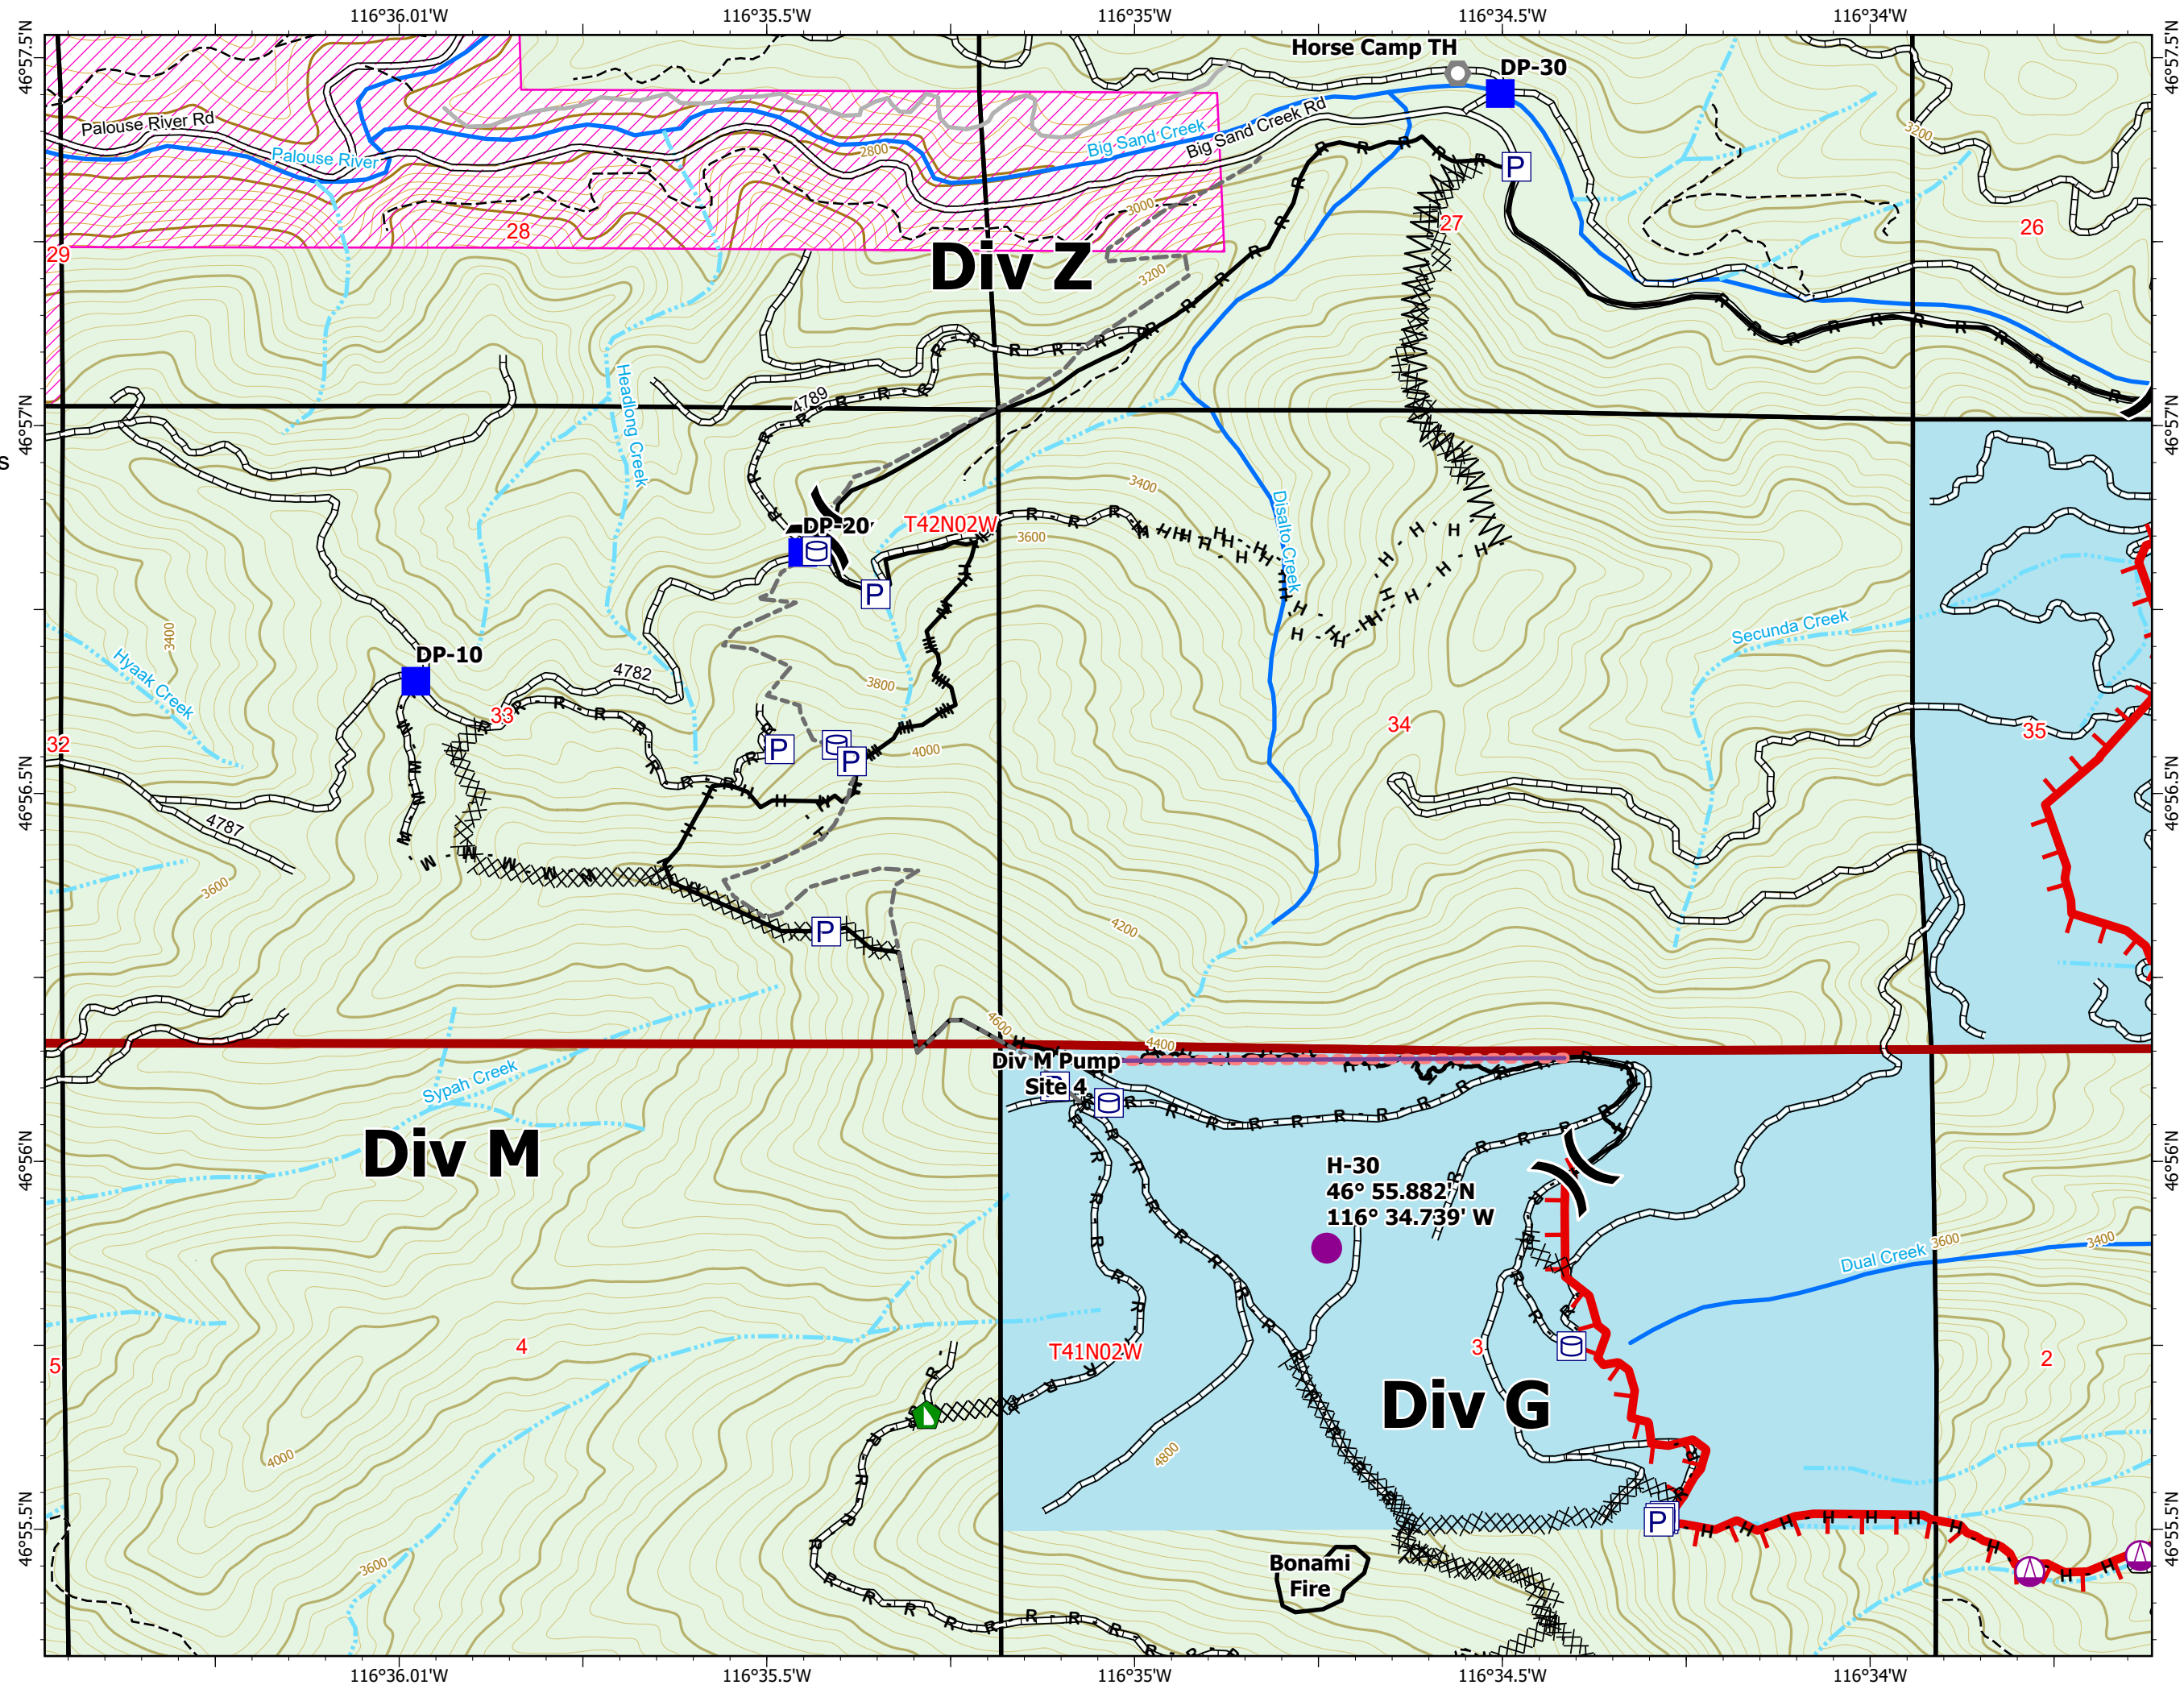 116°36.01'W
116°35.5'W
116°35'W
116°34.5'W
116°34'W
46°57.5'N
46°57.5'N
Horse Camp TH
DP-30
Palouse River Rd
Palouse River
2800
Big Sand Creek
Big Sand Creek Rd
3200
P
3000
28
27
26
29
Div Z
3200
4789
Headlong Creek
46°57'N
46°57'N
S
3400
DP-20
T42N02W
3600
Disalto Creek
P
3400
Hyaak Creek
DP-10
4782
3800
Secunda Creek
33
34
35
32
P
P
4000
46°56.5'N
46°56.5'N
4787
3600
P
4200
4600
4400
Div M Pump
Site 4
Sypah Creek
Div M
46°56'N
46°56'N
H-30
46° 55.882' N
116° 34.739' W
Dual Creek
3600
3400
5
4
T41N02W
3
2
Div G
4000
4800
46°55.5'N
46°55.5'N
P
3600
Bonami
Fire
116°36.01'W
116°35.5'W
116°35'W
116°34.5'W
116°34'W